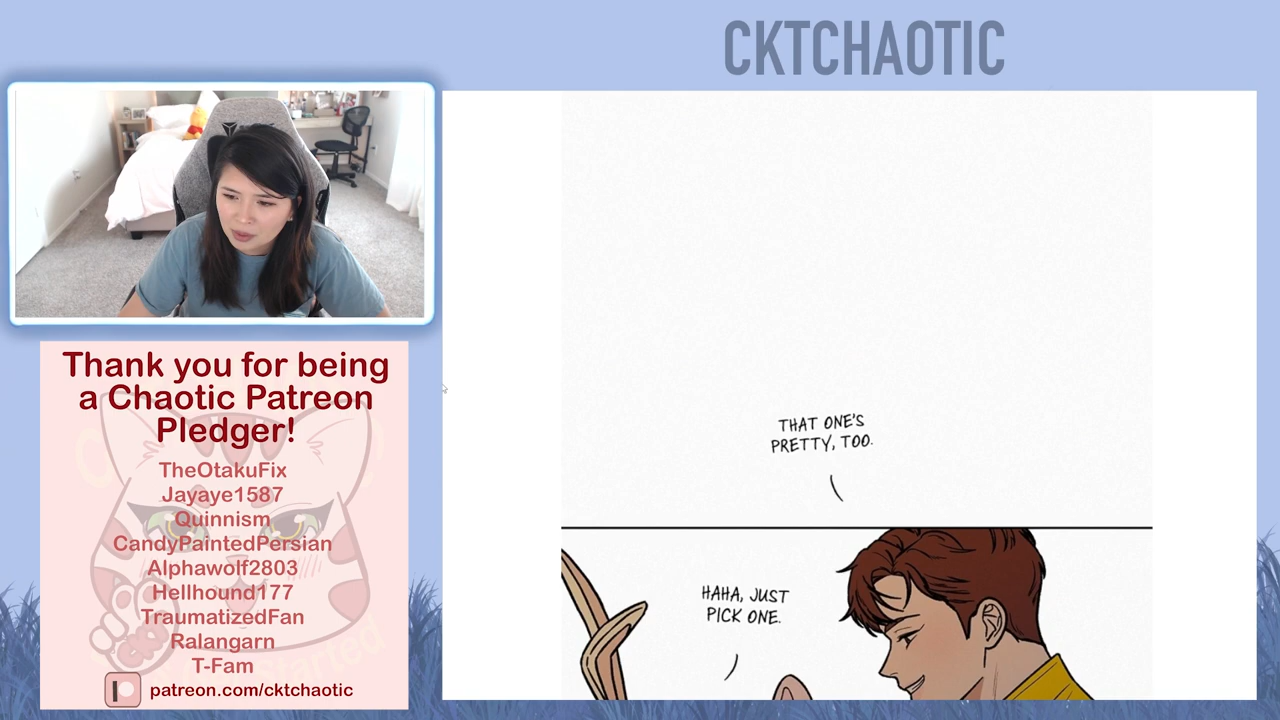 CKTCHAOTIC
Thank you for being
a Chaotic Patreon
Pledger!
TheOtakuFix
Jayaye1587
Quinnism
CandyPaintedPersian
Alphawolf2803
Hellhound177
TraumatizedFan
Ralangarn
T-Fam
patreon.com/cktchaotic
THAT ONE'S
PRETTY, TOO.
HAHA, JUST
PICK ONE.